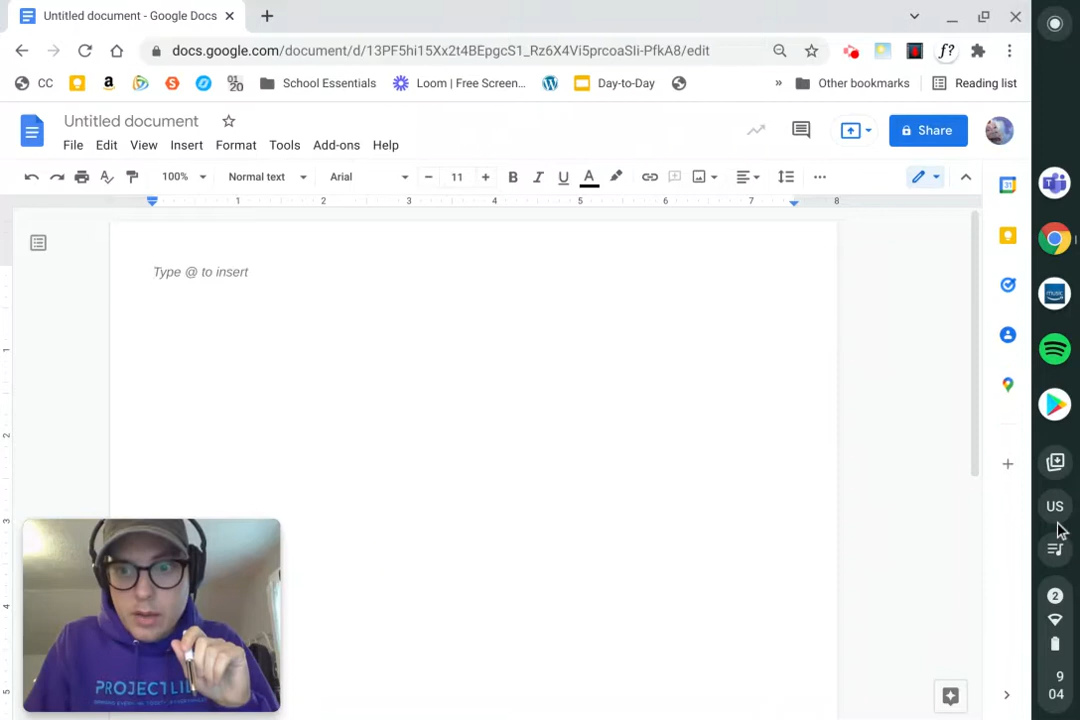 Untitled document - Google Docs
docs.google.com/document/d/13PF5hi15Xx2t4BEpgcS1_Rz6X4Vi5prcoaSIi-PfkA8/edit
CC
School Essentials
Loom | Free Screen...
Day-to-Day
»
Other bookmarks
Reading list
Untitled document
Share
File Edit View Insert Format Tools Add-ons Help
100% Normal text Arial 11 B I U A
1 2 3 4 5 6 7 8
Type @ to insert
1
2
3
4
5
music
US
2
9
04
f?
31